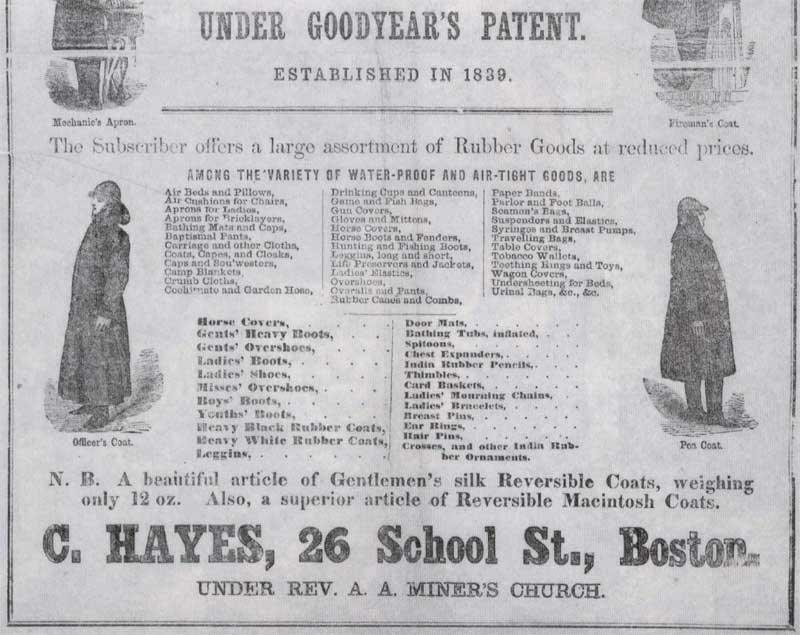 UNDER GOODYEAR'S PATENT.
ESTABLISHED IN 1839.
Mechanic's Apron.
Fireman's Coat.
The Subscriber offers a large assortment of Rubber Goods at reduced prices.
AMONG THE VARIETY OF WATER-PROOF AND AIR-TIGHT GOODS, ARE
Air Beds and Pillows,
Air Cushions for Chairs,
Aprons for Ladies,
Aprons for Bricklayers,
Bathing Mats and Caps,
Baptismal Pants,
Carriage and other Cloths,
Coats, Capes, and Cloaks,
Caps and Sou'westers,
Camp Blankets,
Crumb Cloths,
Cochituate and Garden Hose,
Drinking Cups and Canteens,
Game and Fish Bags,
Gun Covers,
Gloves and Mittens,
Horse Covers,
Horse Boots and Fenders,
Hunting and Fishing Boots,
Leggins, long and short,
Life Preservers and Jackets,
Ladies' Elastics,
Overshoes,
Overalls and Pants,
Rubber Canes and Combs,
Paper Bands,
Parlor and Foot Balls,
Seamen's Bags,
Suspenders and Elastics,
Syringes and Breast Pumps,
Travelling Bags,
Table Covers,
Tobacco Wallets,
Teething Rings and Toys,
Wagon Covers,
Undersheeting for Beds,
Urinal Bags, &c., &c.
Horse Covers,
Gents' Heavy Boots,
Gents' Overshoes,
Ladies' Boots,
Ladies' Shoes,
Misses' Overshoes,
Boys' Boots,
Youths' Boots,
Heavy Black Rubber Coats,
Heavy White Rubber Coats,
Leggins,
Door Mats,
Bathing Tubs, inflated,
Spitoons,
Chest Expanders,
India Rubber Pencils,
Thimbles,
Card Baskets,
Ladies' Mourning Chains,
Ladies' Bracelets,
Breast Pins,
Ear Rings,
Hair Pins,
Crosses, and other India Rub-
ber Ornaments.
Officer's Coat.
Pea Coat.
N. B. A beautiful article of Gentlemen's silk Reversible Coats, weighing
only 12 oz. Also, a superior article of Reversible Macintosh Coats.
C. HAYES, 26 School St., Boston.
UNDER REV. A. A. MINER'S CHURCH.